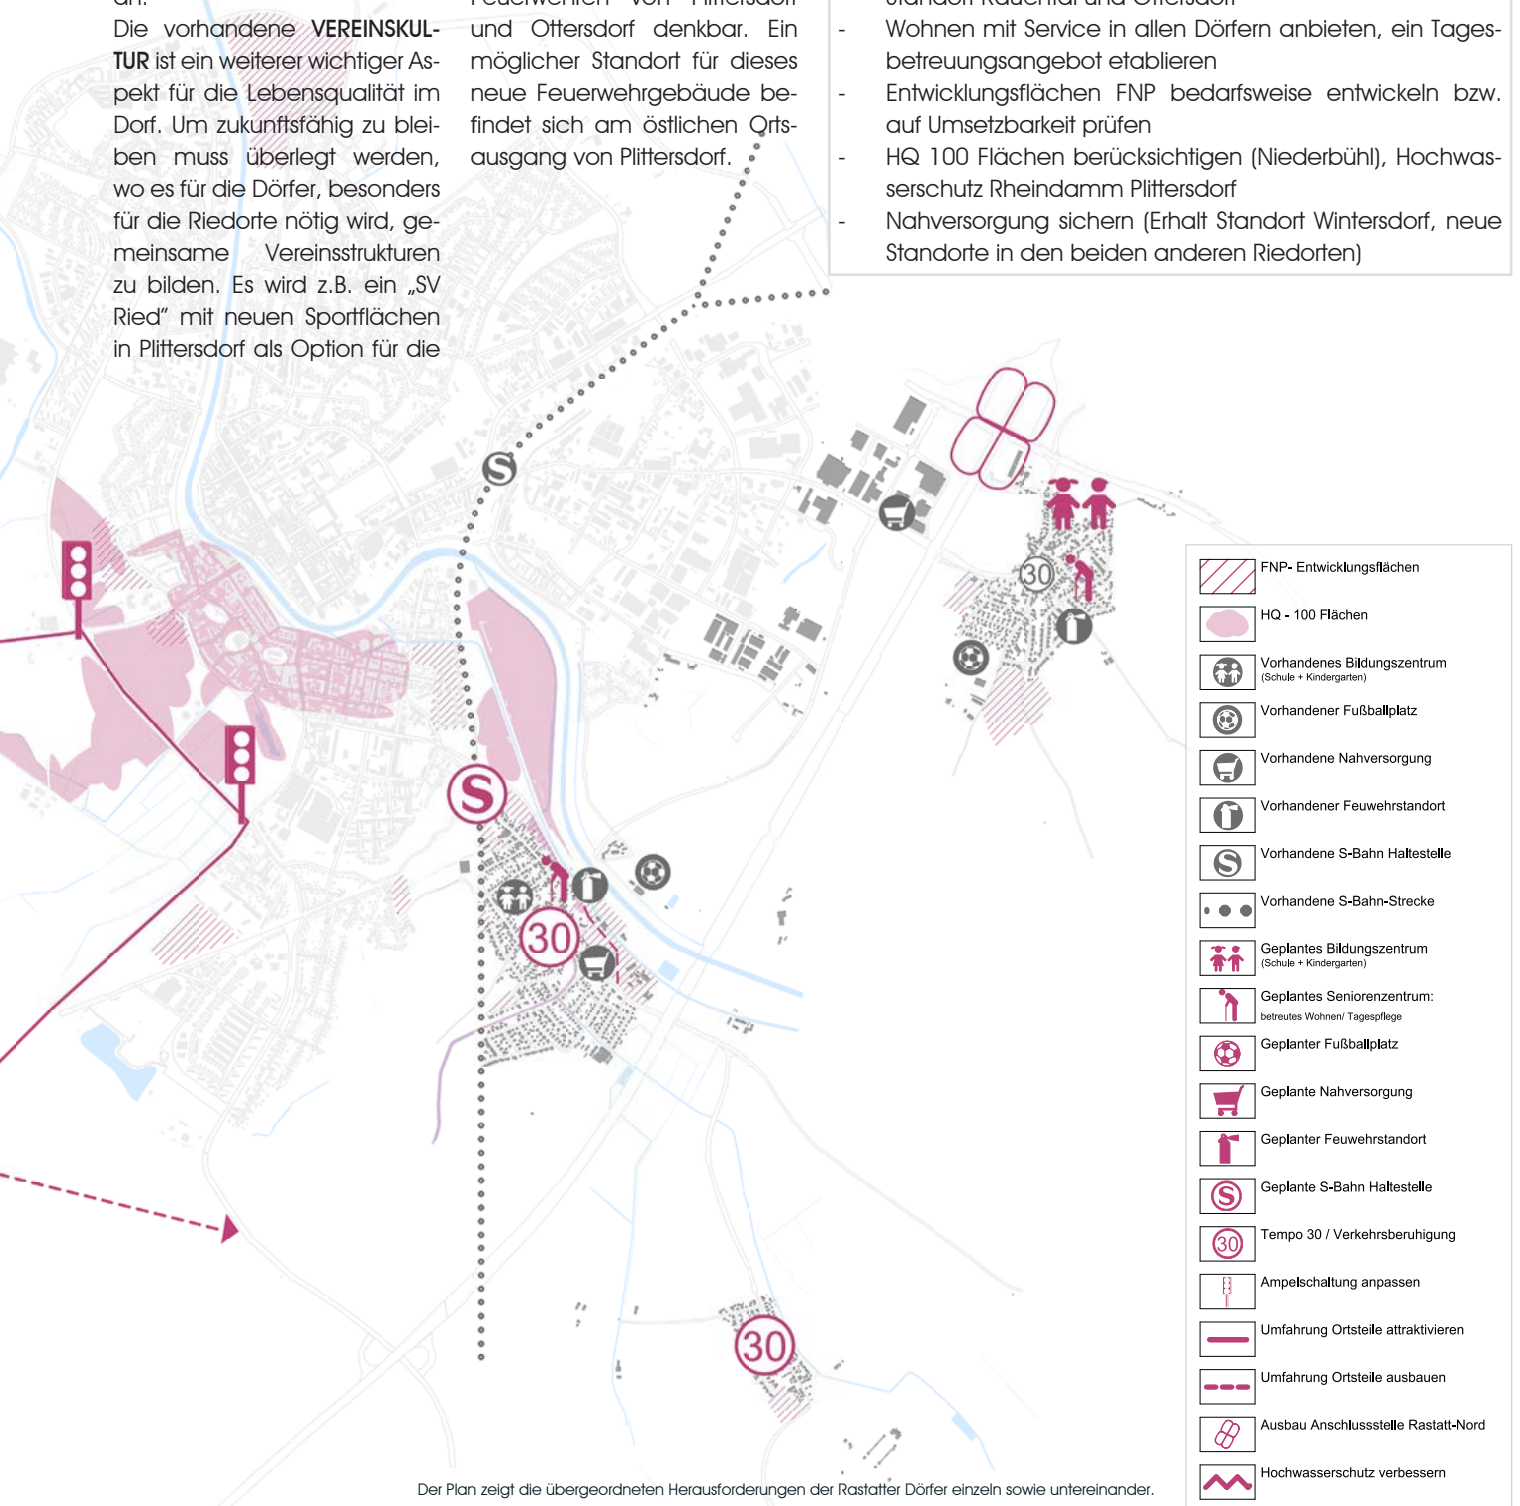 an.
Die vorhandene VEREINSKUL-
TUR ist ein weiterer wichtiger As-
pekt für die Lebensqualität im
Dorf. Um zukunftsfähig zu blei-
ben muss überlegt werden,
wo es für die Dörfer, besonders
für die Riedorte nötig wird, ge-
meinsame Vereinsstrukturen
zu bilden. Es wird z.B. ein „SV
Ried" mit neuen Sportflächen
in Plittersdorf als Option für die
Feuerwehren von Plittersdorf
und Ottersdorf denkbar. Ein
möglicher Standort für dieses
neue Feuerwehrgebäude be-
findet sich am östlichen Orts-
ausgang von Plittersdorf.
Standort Rauental und Ottersdorf
- Wohnen mit Service in allen Dörfern anbieten, ein Tages-
betreuungsangebot etablieren
- Entwicklungsflächen FNP bedarfsweise entwickeln bzw.
auf Umsetzbarkeit prüfen
- HQ 100 Flächen berücksichtigen (Niederbühl), Hochwas-
serschutz Rheindamm Plittersdorf
- Nahversorgung sichern (Erhalt Standort Wintersdorf, neue
Standorte in den beiden anderen Riedorten)
S
30
S
30
30
FNP- Entwicklungsflächen
HQ - 100 Flächen
Vorhandenes Bildungszentrum
(Schule + Kindergarten)
Vorhandener Fußballplatz
Vorhandene Nahversorgung
Vorhandener Feuwehrstandort
S Vorhandene S-Bahn Haltestelle
Vorhandene S-Bahn-Strecke
Geplantes Bildungszentrum
(Schule + Kindergarten)
Geplantes Seniorenzentrum:
betreutes Wohnen/ Tagespflege
Geplanter Fußballplatz
Geplante Nahversorgung
Geplanter Feuwehrstandort
S Geplante S-Bahn Haltestelle
30 Tempo 30 / Verkehrsberuhigung
Ampelschaltung anpassen
Umfahrung Ortsteile attraktivieren
Umfahrung Ortsteile ausbauen
Ausbau Anschlussstelle Rastatt-Nord
Hochwasserschutz verbessern
Der Plan zeigt die übergeordneten Herausforderungen der Rastatter Dörfer einzeln sowie untereinander.